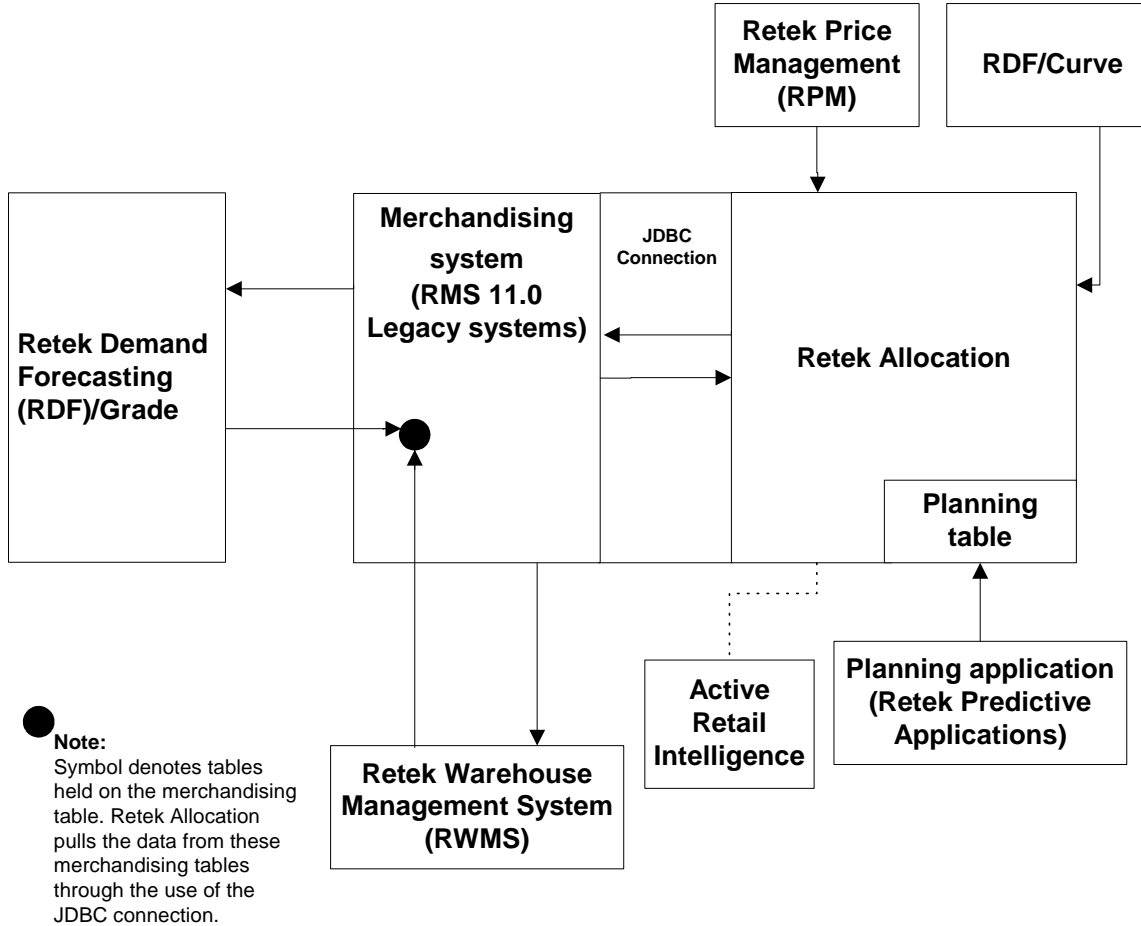 Retek Price
Management
(RPM)
RDF/Curve
Merchandising
system
(RMS 11.0
Legacy systems)
JDBC
Connection
Retek Demand
Forecasting
(RDF)/Grade
Retek Allocation
Planning
table
Active
Retail
Intelligence
Planning application
(Retek Predictive
Applications)
Retek Warehouse
Management System
(RWMS)
Note:
Symbol denotes tables
held on the merchandising
table. Retek Allocation
pulls the data from these
merchandising tables
through the use of the
JDBC connection.